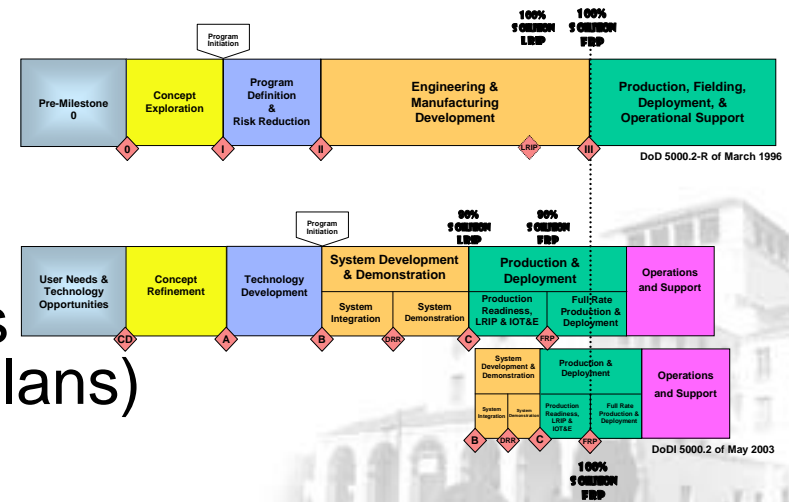 100%
SOLUTION
LRIP
100%
SOLUTION
FRP
Program
Initiation
Pre-Milestone
0
Concept
Exploration
Program
Definition
&
Risk Reduction
Engineering &
Manufacturing
Development
Production, Fielding,
Deployment, &
Operational Support
0
I
II
LRIP
III
DoD 5000.2-R of March 1996
Program
Initiation
90%
SOLUTION
LRIP
90%
SOLUTION
FRP
User Needs &
Technology
Opportunities
Concept
Refinement
Technology
Development
System Development
& Demonstration
System
Integration
System
Demonstration
Production &
Deployment
Production
Readiness,
LRIP & IOT&E
Full Rate
Production &
Deployment
Operations
and Support
CD
A
B
DRR
C
FRP
s
lans)
System
Development &
Demonstration
System
Integration
System
Demonstration
Production &
Deployment
Production
Readiness,
LRIP &
IOT&E
Full Rate
Production &
Deployment
Operations
and Support
B
DRR
C
FRP
DoDI 5000.2 of May 2003
100%
SOLUTION
FRP